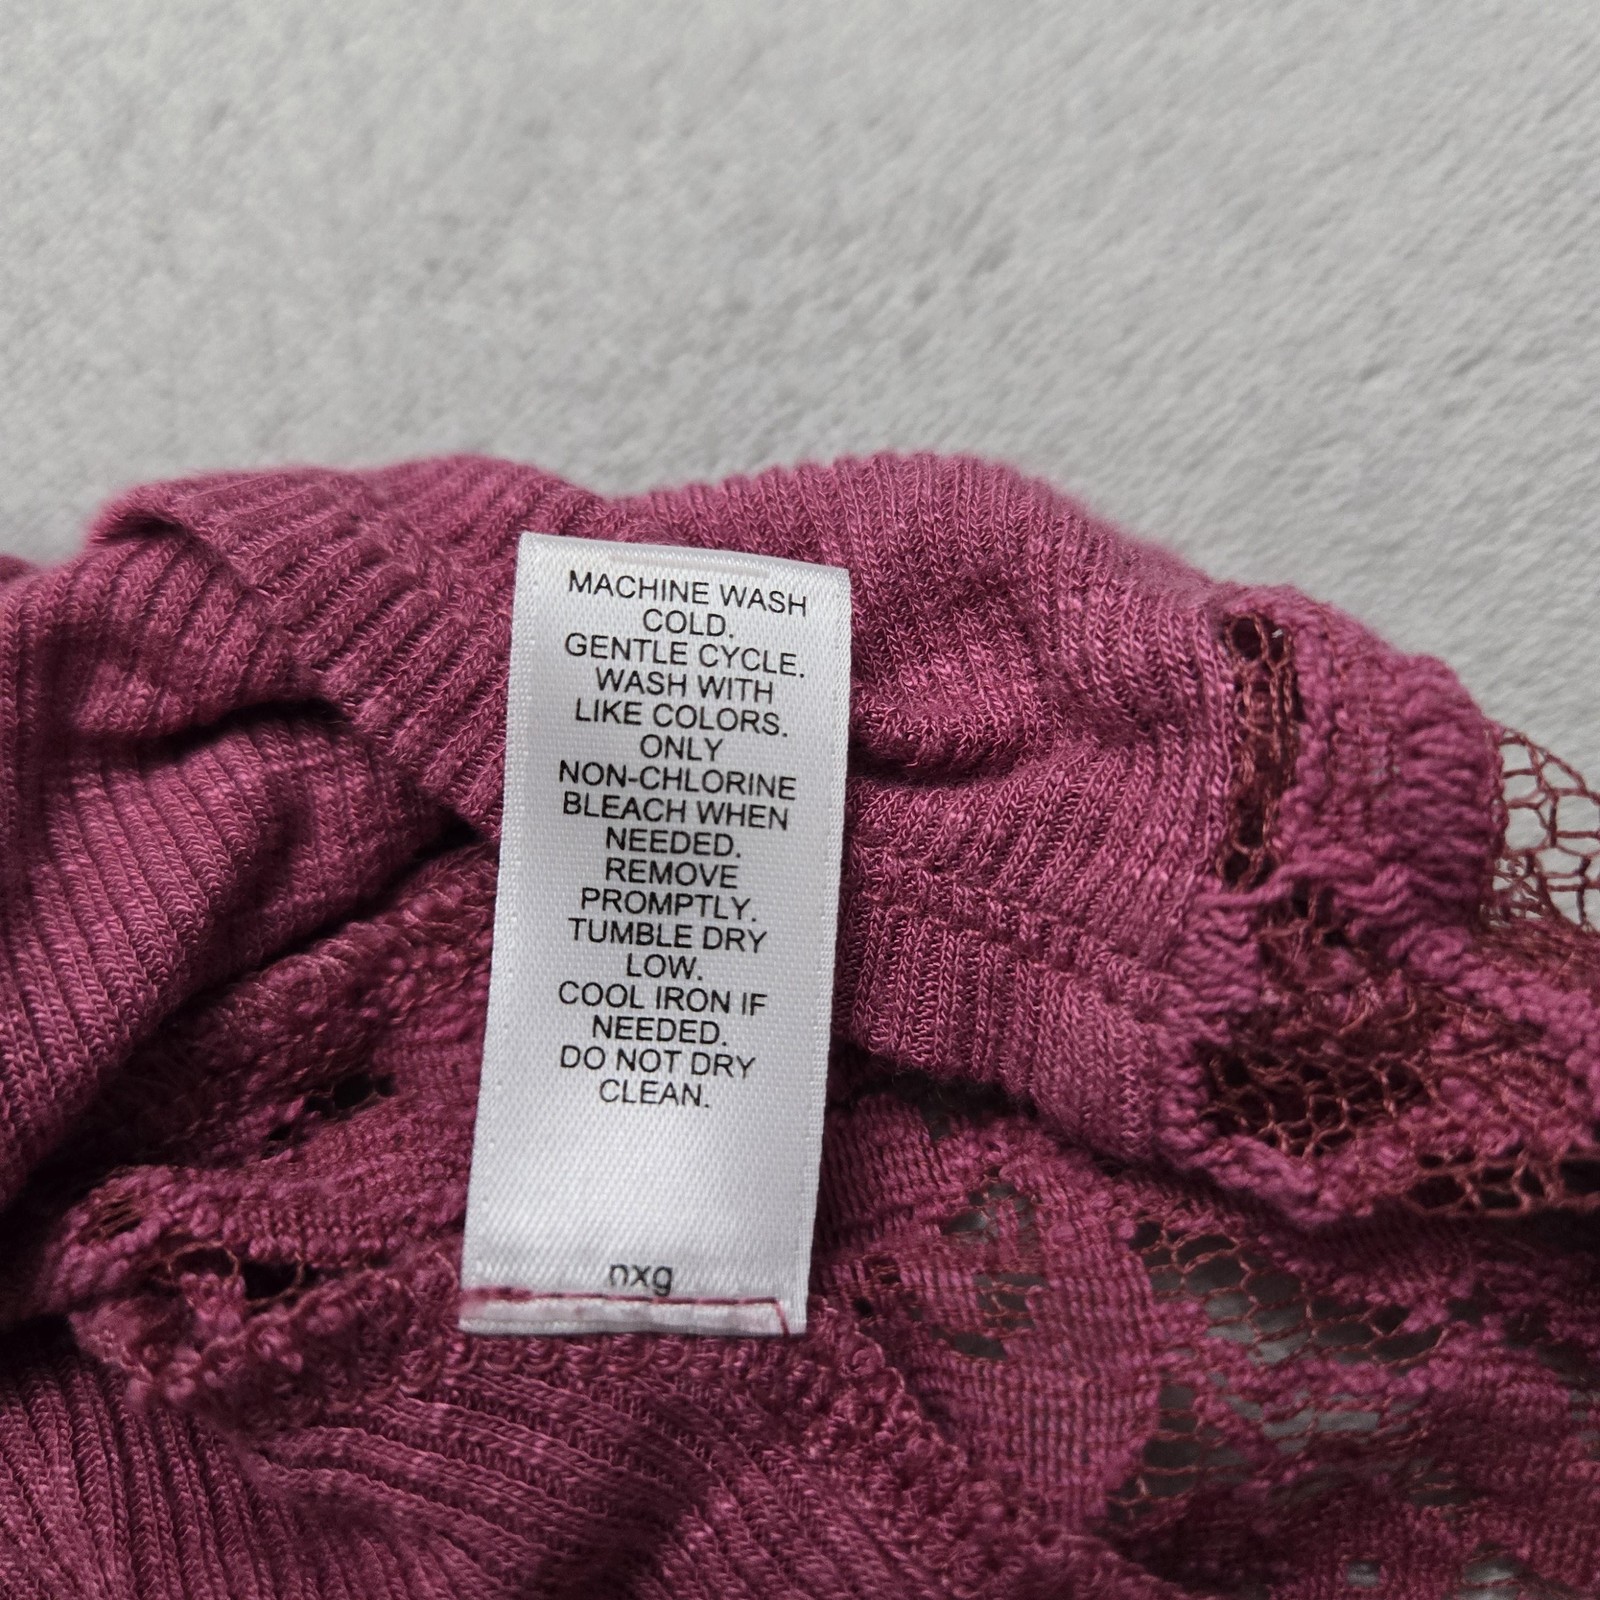 MACHINE WASH
COLD.
GENTLE CYCLE.
WASH WITH
LIKE COLORS.
ONLY
NON-CHLORINE
BLEACH WHEN
NEEDED.
REMOVE
PROMPTLY.
TUMBLE DRY
LOW.
COOL IRON IF
NEEDED.
DO NOT DRY
CLEAN.
nxg